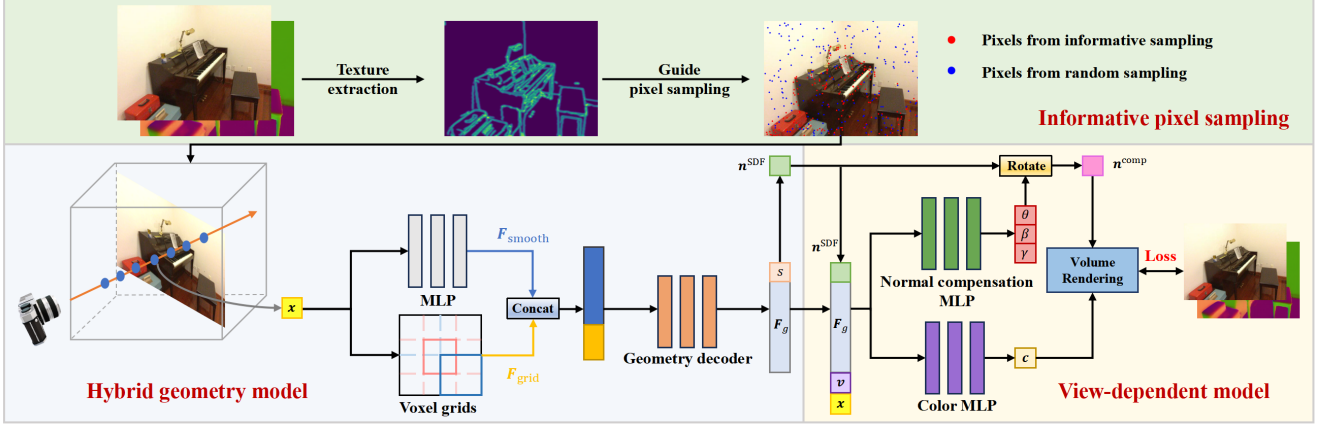 Texture
extraction
Guide
pixel sampling
Pixels from informative sampling
Pixels from random sampling
Informative pixel sampling
x
MLP
F_smooth
Voxel grids
F_grid
Concat
Geometry decoder
n^SDF
s
F_g
Hybrid geometry model
n^SDF
F_g
v
x
Normal compensation
MLP
θ
β
γ
Rotate
n^comp
Color MLP
c
Volume
Rendering
Loss
View-dependent model